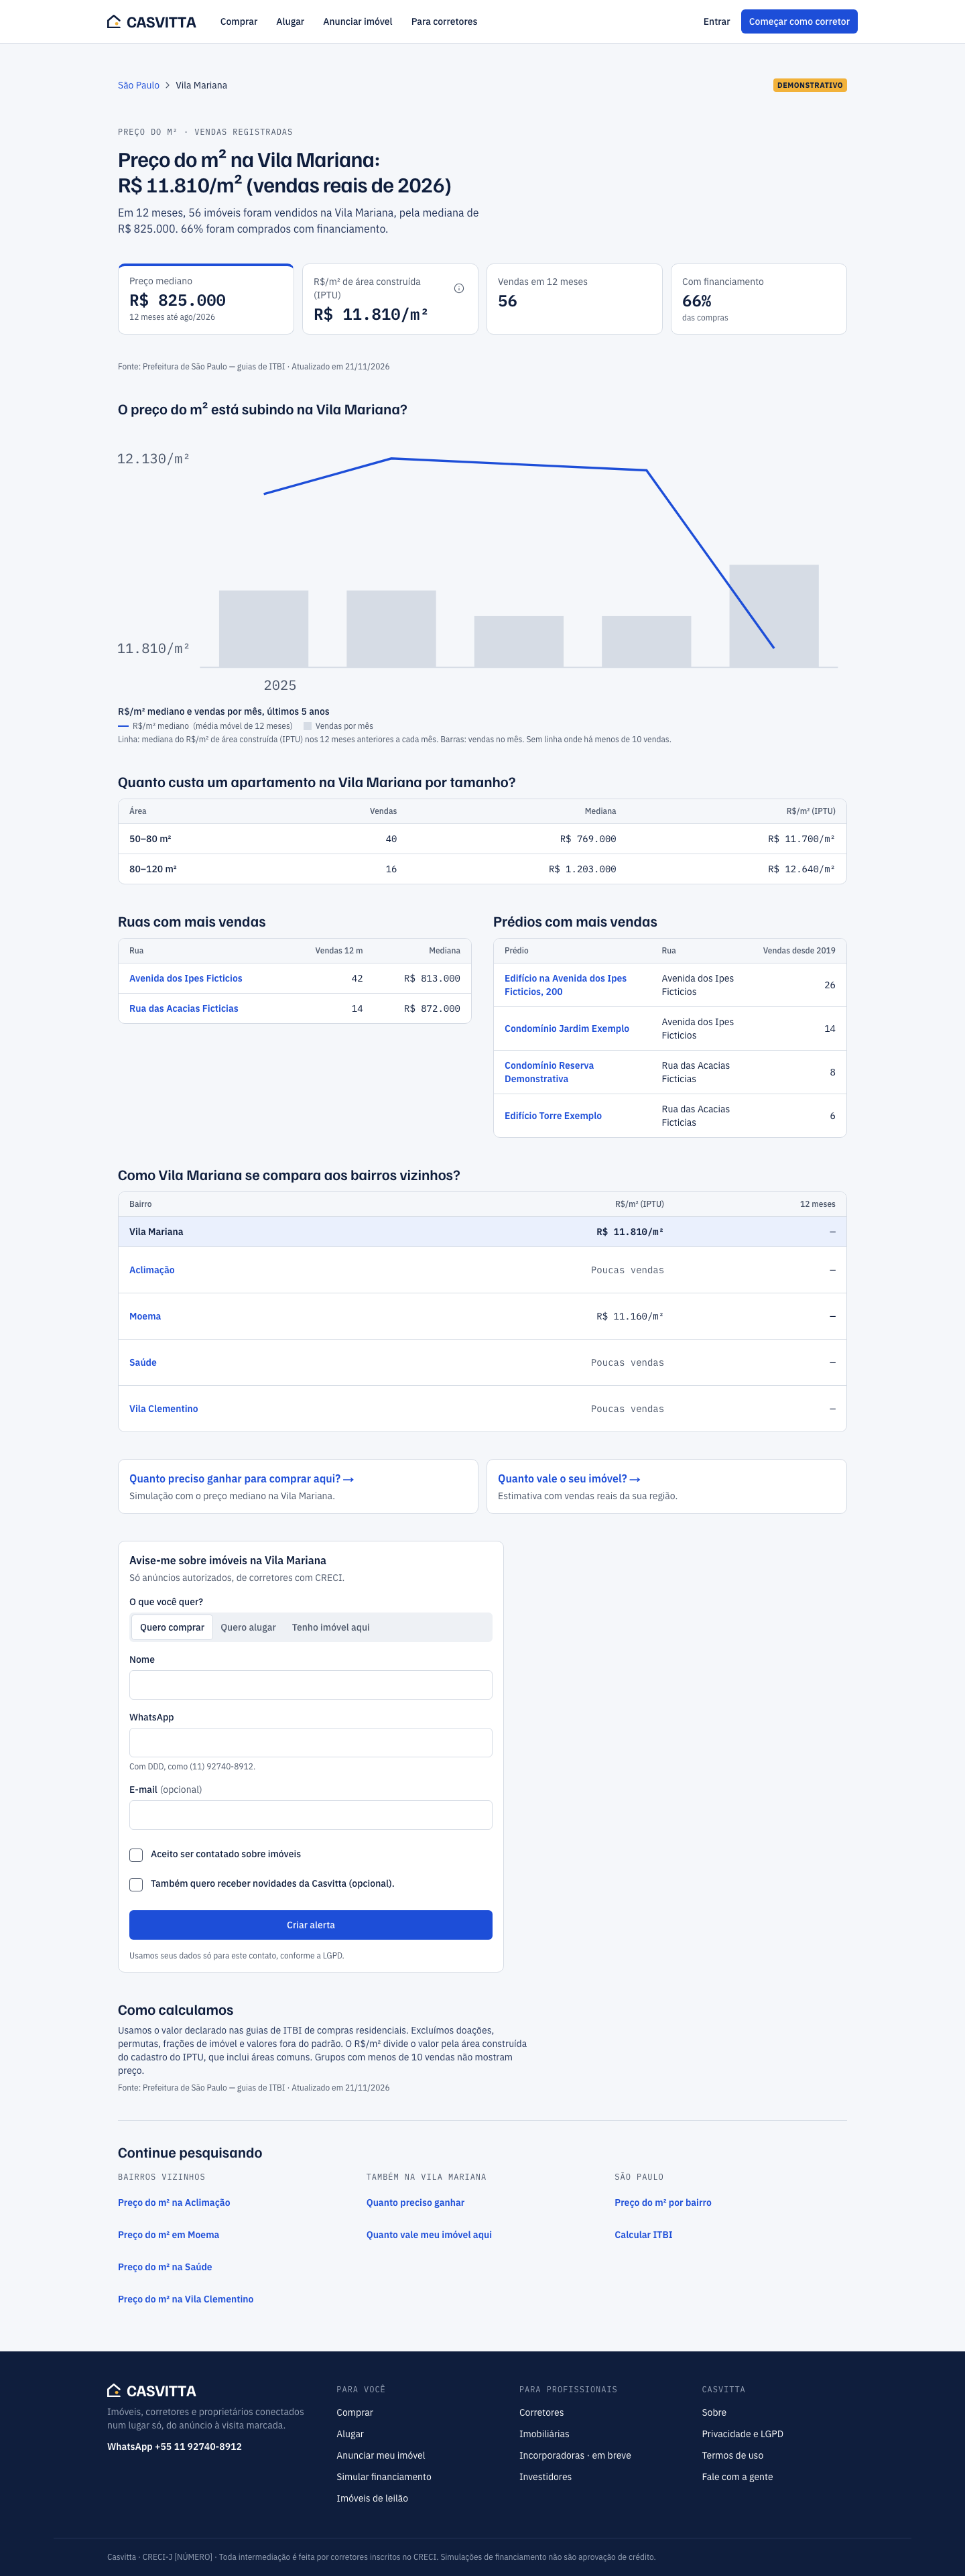 CASVITTA
Comprar
Alugar
Anunciar imóvel
Para corretores
Entrar
Começar como corretor
São Paulo > Vila Mariana
DEMONSTRATIVO
PREÇO DO M² · VENDAS REGISTRADAS
Preço do m² na Vila Mariana:
R$ 11.810/m² (vendas reais de 2026)
Em 12 meses, 56 imóveis foram vendidos na Vila Mariana, pela mediana de
R$ 825.000. 66% foram comprados com financiamento.
Preço mediano
R$ 825.000
12 meses até ago/2026
R$/m² de área construída
(IPTU)
R$ 11.810/m²
Vendas em 12 meses
56
Com financiamento
66%
das compras
Fonte: Prefeitura de São Paulo — guias de ITBI · Atualizado em 21/11/2026
O preço do m² está subindo na Vila Mariana?
12.130/m²
11.810/m²
2025
R$/m² mediano e vendas por mês, últimos 5 anos
R$/m² mediano (média móvel de 12 meses)
Vendas por mês
Linha: mediana do R$/m² de área construída (IPTU) nos 12 meses anteriores a cada mês. Barras: vendas no mês. Sem linha onde há menos de 10 vendas.
Quanto custa um apartamento na Vila Mariana por tamanho?
Área Vendas Mediana R$/m² (IPTU)
50–80 m² 40 R$ 769.000 R$ 11.700/m²
80–120 m² 16 R$ 1.203.000 R$ 12.640/m²
Ruas com mais vendas
Rua Vendas 12 m Mediana
Avenida dos Ipes Ficticios 42 R$ 813.000
Rua das Acacias Ficticias 14 R$ 872.000
Prédios com mais vendas
Prédio Rua Vendas desde 2019
Edifício na Avenida dos Ipes
Ficticios, 200
Avenida dos Ipes
Ficticios
26
Condomínio Jardim Exemplo
Avenida dos Ipes
Ficticios
14
Condomínio Reserva
Demonstrativa
Rua das Acacias
Ficticias
8
Edifício Torre Exemplo
Rua das Acacias
Ficticias
6
Como Vila Mariana se compara aos bairros vizinhos?
Bairro R$/m² (IPTU) 12 meses
Vila Mariana R$ 11.810/m² —
Aclimação Poucas vendas —
Moema R$ 11.160/m² —
Saúde Poucas vendas —
Vila Clementino Poucas vendas —
Quanto preciso ganhar para comprar aqui? →
Simulação com o preço mediano na Vila Mariana.
Quanto vale o seu imóvel? →
Estimativa com vendas reais da sua região.
Avise-me sobre imóveis na Vila Mariana
Só anúncios autorizados, de corretores com CRECI.
O que você quer?
Quero comprar
Quero alugar
Tenho imóvel aqui
Nome
WhatsApp
Com DDD, como (11) 92740-8912.
E-mail (opcional)
Aceito ser contatado sobre imóveis
Também quero receber novidades da Casvitta (opcional).
Criar alerta
Usamos seus dados só para este contato, conforme a LGPD.
Como calculamos
Usamos o valor declarado nas guias de ITBI de compras residenciais. Excluímos doações,
permutas, frações de imóvel e valores fora do padrão. O R$/m² divide o valor pela área construída
do cadastro do IPTU, que inclui áreas comuns. Grupos com menos de 10 vendas não mostram
preço.
Fonte: Prefeitura de São Paulo — guias de ITBI · Atualizado em 21/11/2026
Continue pesquisando
BAIRROS VIZINHOS
Preço do m² na Aclimação
Preço do m² em Moema
Preço do m² na Saúde
Preço do m² na Vila Clementino
TAMBÉM NA VILA MARIANA
Quanto preciso ganhar
Quanto vale meu imóvel aqui
SÃO PAULO
Preço do m² por bairro
Calcular ITBI
CASVITTA
Imóveis, corretores e proprietários conectados
num lugar só, do anúncio à visita marcada.
WhatsApp +55 11 92740-8912
PARA VOCÊ
Comprar
Alugar
Anunciar meu imóvel
Simular financiamento
Imóveis de leilão
PARA PROFISSIONAIS
Corretores
Imobiliárias
Incorporadoras · em breve
Investidores
CASVITTA
Sobre
Privacidade e LGPD
Termos de uso
Fale com a gente
Casvitta · CRECI-J [NÚMERO] · Toda intermediação é feita por corretores inscritos no CRECI. Simulações de financiamento não são aprovação de crédito.